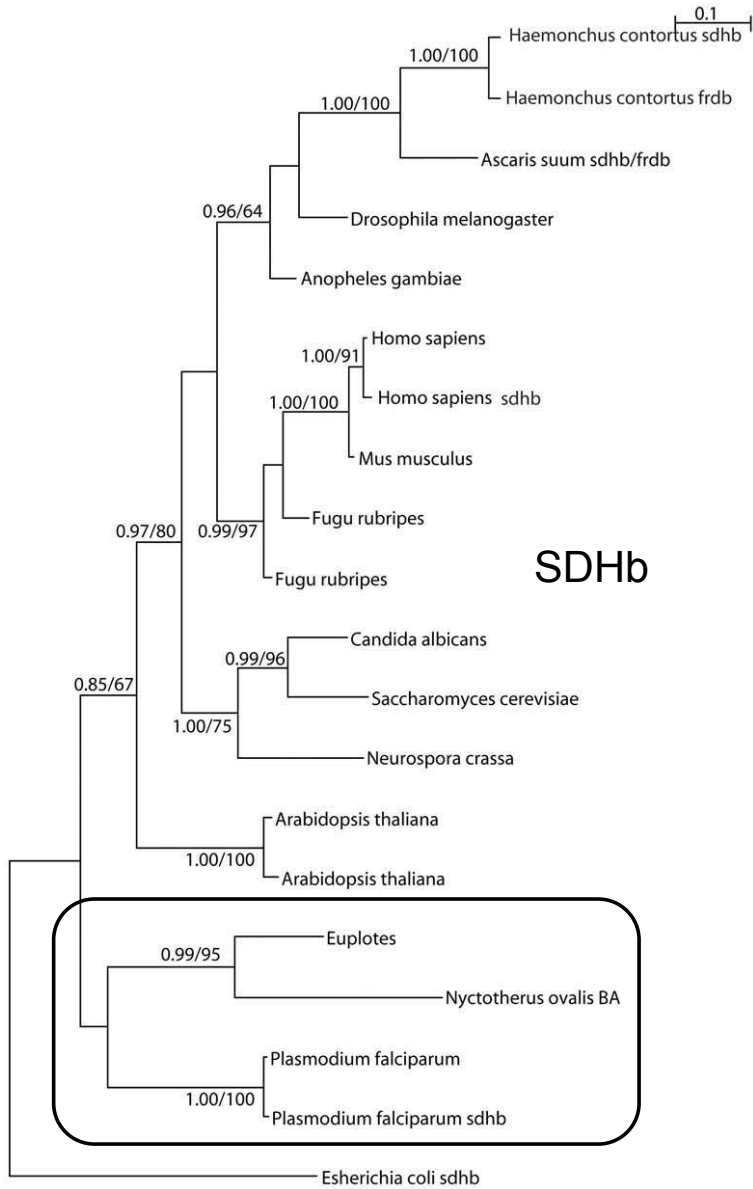 0.1
Haemonchus contortus sdhb
1.00/100
Haemonchus contortus frdb
1.00/100
Ascaris suum sdhb/frdb
0.96/64
Drosophila melanogaster
Anopheles gambiae
Homo sapiens
1.00/91
Homo sapiens sdhb
1.00/100
Mus musculus
Fugu rubripes
0.97/80
0.99/97
SDHb
Fugu rubripes
Candida albicans
0.99/96
0.85/67
Saccharomyces cerevisiae
1.00/75
Neurospora crassa
Arabidopsis thaliana
1.00/100
Arabidopsis thaliana
Euplotes
0.99/95
Nyctotherus ovalis BA
Plasmodium falciparum
1.00/100
Plasmodium falciparum sdhb
Esherichia coli sdhb